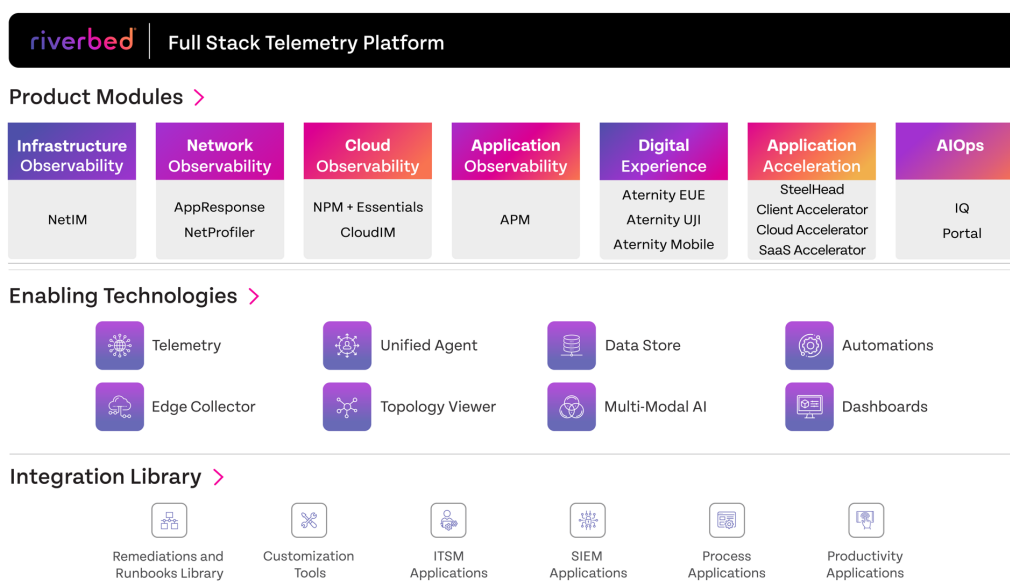 riverbed
Full Stack Telemetry Platform
Product Modules
Infrastructure
Observability
NetIM
Network
Observability
AppResponse
NetProfiler
Cloud
Observability
NPM + Essentials
CloudIM
Application
Observability
APM
Digital
Experience
Aternity EUE
Aternity UJI
Aternity Mobile
Application
Acceleration
SteelHead
Client Accelerator
Cloud Accelerator
SaaS Accelerator
AIOps
IQ
Portal
Enabling Technologies
Telemetry
Unified Agent
Data Store
Automations
Edge Collector
Topology Viewer
Multi-Modal AI
Dashboards
Integration Library
Remediations and
Runbooks Library
Customization
Tools
ITSM
Applications
SIEM
Applications
Process
Applications
Productivity
Applications